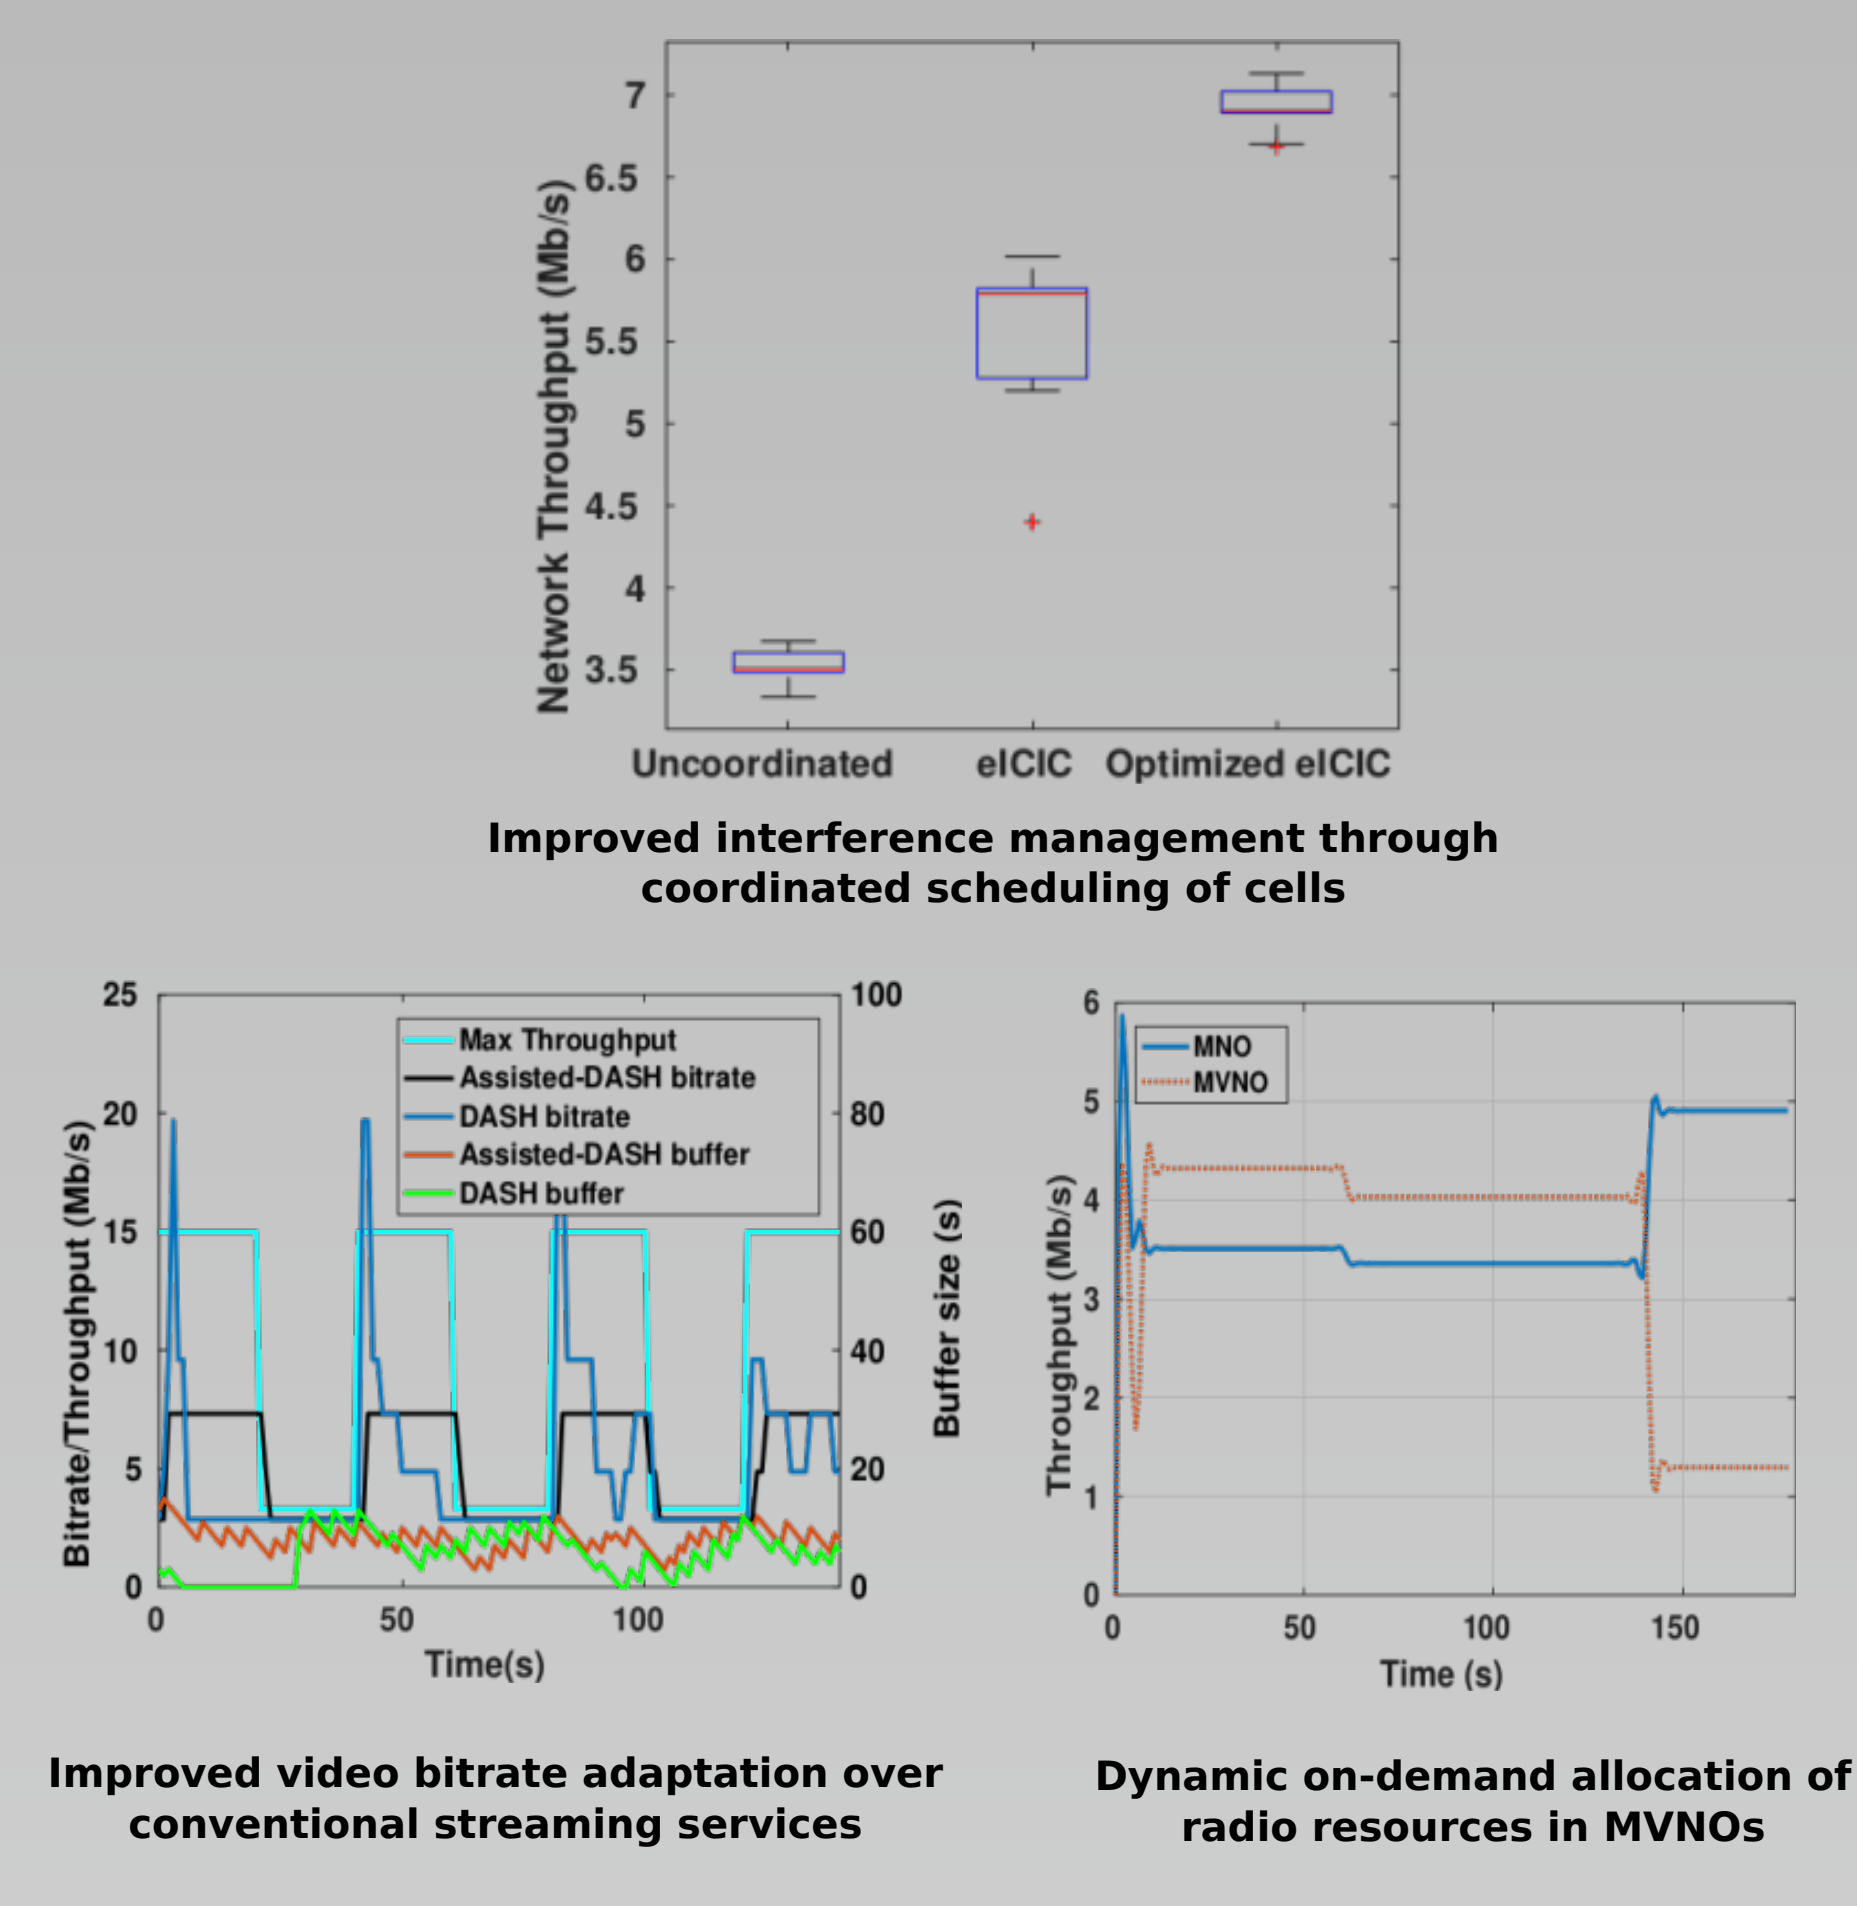 Network Throughput (Mb/s)
7
6.5
6
5.5
5
4.5
4
3.5
Uncoordinated eICIC Optimized eICIC
Improved interference management through
coordinated scheduling of cells
Bitrate/Throughput (Mb/s)
25
20
15
10
5
0
Max Throughput
Assisted-DASH bitrate
DASH bitrate
Assisted-DASH buffer
DASH buffer
100
80
60
40
20
0
Buffer size (s)
0 50 100
Time(s)
Improved video bitrate adaptation over
conventional streaming services
Throughput (Mb/s)
6
5
4
3
2
1
0
MNO
MVNO
0 50 100 150
Time (s)
Dynamic on-demand allocation of
radio resources in MVNOs